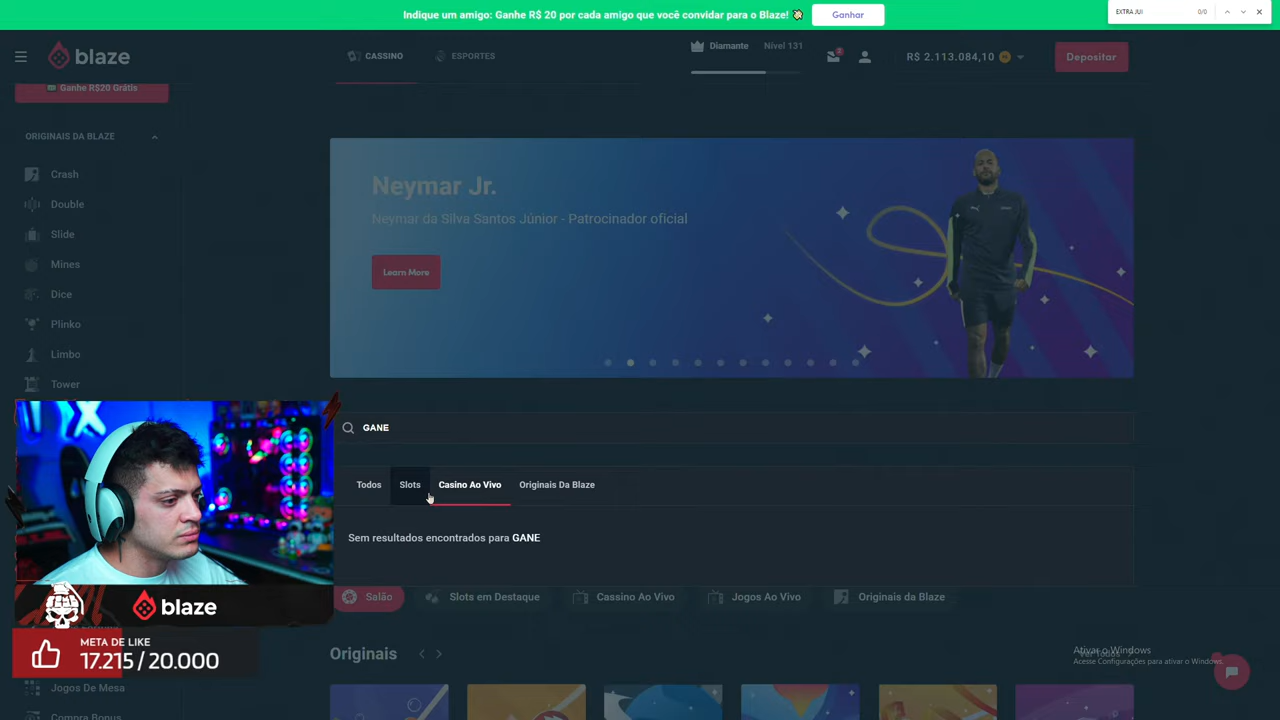 Indique um amigo: Ganhe R$ 20 por cada amigo que você convidar para o Blaze!
Ganhar
EXTRA JUI
0/0
blaze
CASSINO
ESPORTES
Diamante
Nível 131
2
R$ 2.113.084,10
R$
Depositar
Ganhe R$20 Grátis
ORIGINAIS DA BLAZE
Crash
Double
Slide
Mines
Dice
Plinko
Limbo
Tower
Neymar Jr.
Neymar da Silva Santos Júnior - Patrocinador oficial
Learn More
GANE
Todos
Slots
Casino Ao Vivo
Originais Da Blaze
Sem resultados encontrados para GANE
Salão
Slots em Destaque
Cassino Ao Vivo
Jogos Ao Vivo
Originais da Blaze
Originais
Ativar o Windows
Acesse Configurações para ativar o Windows.
blaze
META DE LIKE
17.215 / 20.000
Jogos De Mesa
Compra Bonus